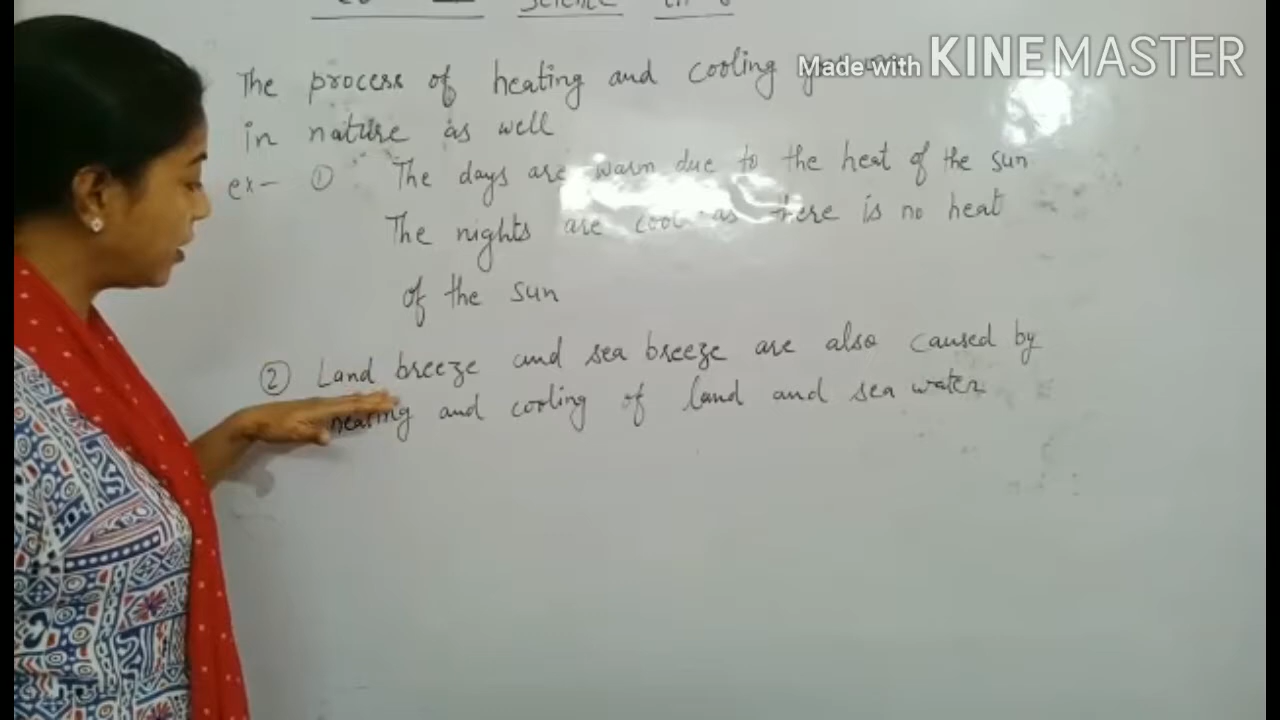 Science
The process of heating and cooling
Made with KINEMASTER
in nature as well
ex- ① The days are warm due to the heat of the sun
The nights are cool as there is no heat
of the sun
② Land breeze and sea breeze are also caused by
heating and cooling of land and sea water